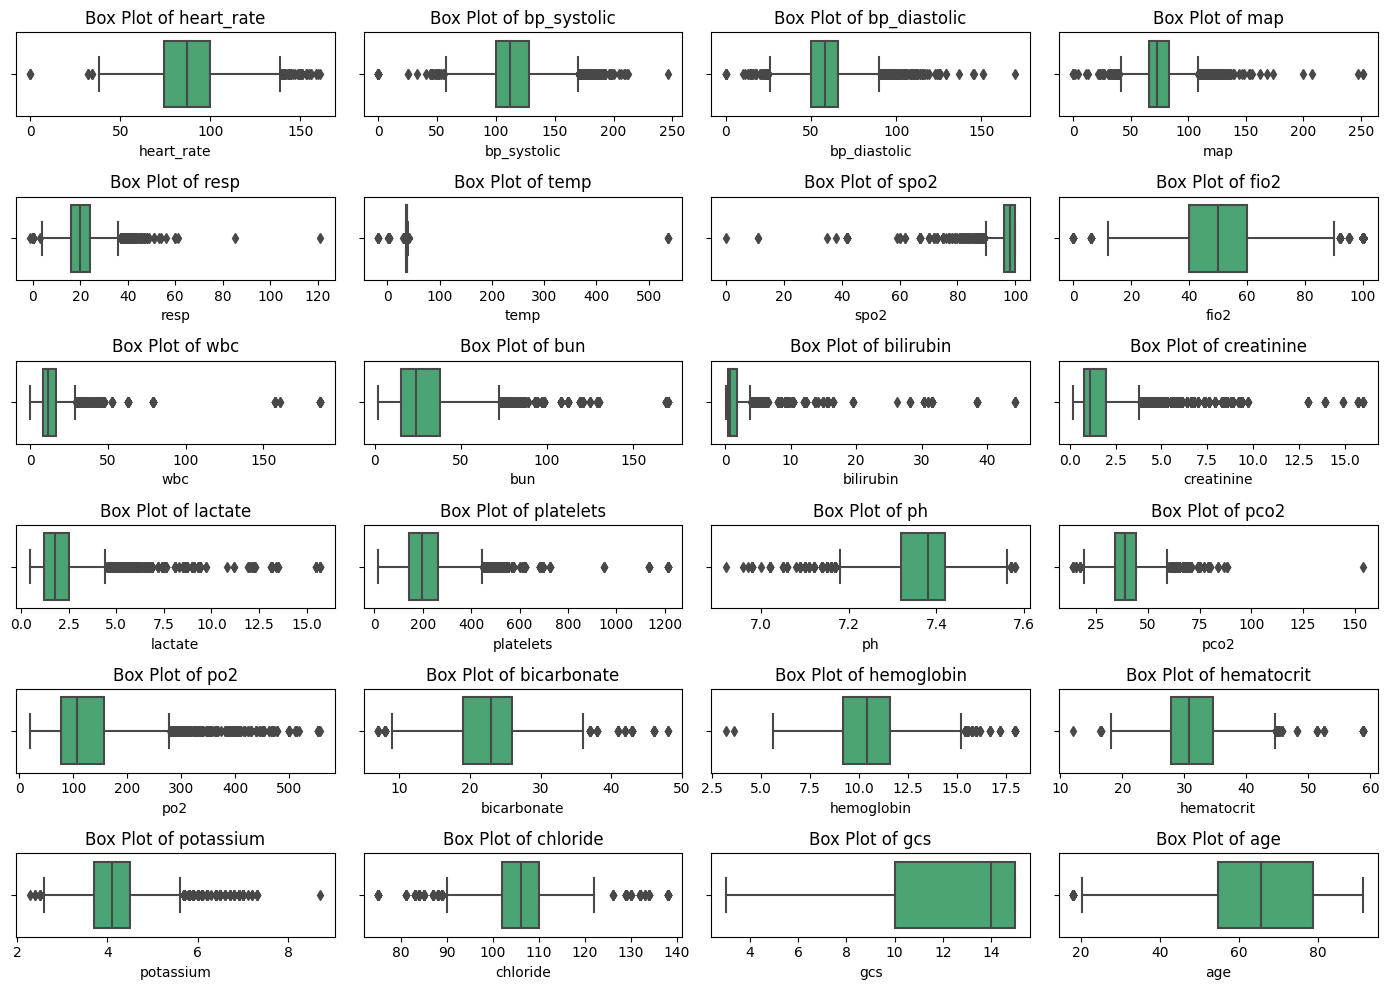 Box Plot of heart_rate
0 50 100 150
heart_rate
Box Plot of bp_systolic
0 50 100 150 200 250
bp_systolic
Box Plot of bp_diastolic
0 50 100 150
bp_diastolic
Box Plot of map
0 50 100 150 200 250
map
Box Plot of resp
0 20 40 60 80 100 120
resp
Box Plot of temp
0 100 200 300 400 500
temp
Box Plot of spo2
0 20 40 60 80 100
spo2
Box Plot of fio2
0 20 40 60 80 100
fio2
Box Plot of wbc
0 50 100 150
wbc
Box Plot of bun
0 50 100 150
bun
Box Plot of bilirubin
0 10 20 30 40
bilirubin
Box Plot of creatinine
0.0 2.5 5.0 7.5 10.0 12.5 15.0
creatinine
Box Plot of lactate
0.0 2.5 5.0 7.5 10.0 12.5 15.0
lactate
Box Plot of platelets
0 200 400 600 800 1000 1200
platelets
Box Plot of ph
7.0 7.2 7.4 7.6
ph
Box Plot of pco2
25 50 75 100 125 150
pco2
Box Plot of po2
0 100 200 300 400 500
po2
Box Plot of bicarbonate
10 20 30 40 50
bicarbonate
Box Plot of hemoglobin
2.5 5.0 7.5 10.0 12.5 15.0 17.5
hemoglobin
Box Plot of hematocrit
10 20 30 40 50 60
hematocrit
Box Plot of potassium
2 4 6 8
potassium
Box Plot of chloride
80 90 100 110 120 130 140
chloride
Box Plot of gcs
4 6 8 10 12 14
gcs
Box Plot of age
20 40 60 80
age